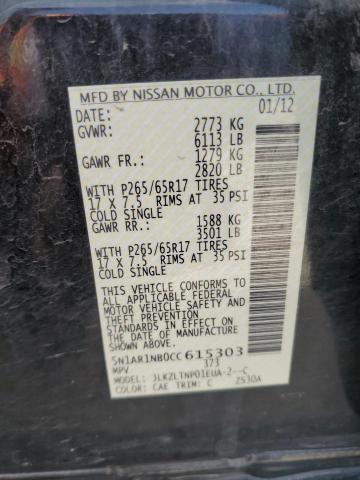 MFD BY NISSAN MOTOR CO., LTD.
DATE: 01/12
GVWR: 2773 KG
6113 LB
GAWR FR.: 1279 KG
2820 LB
WITH P265/65R17 TIRES
17 X 7.5 RIMS AT 35 PSI
COLD SINGLE
GAWR RR.: 1588 KG
3501 LB
WITH P265/65R17 TIRES
17 X 7.5 RIMS AT 35 PSI
COLD SINGLE
THIS VEHICLE CONFORMS TO
ALL APPLICABLE FEDERAL
MOTOR VEHICLE SAFETY AND
THEFT PREVENTION
STANDARDS IN EFFECT ON THE
DATE OF MANUFACTURE
SHOWN ABOVE.
5N1AR1NB0CC615303
MPV 373
MODEL: JLKZLTNP01EUA-2--C
COLOR: CAE TRIM: C 2S30A